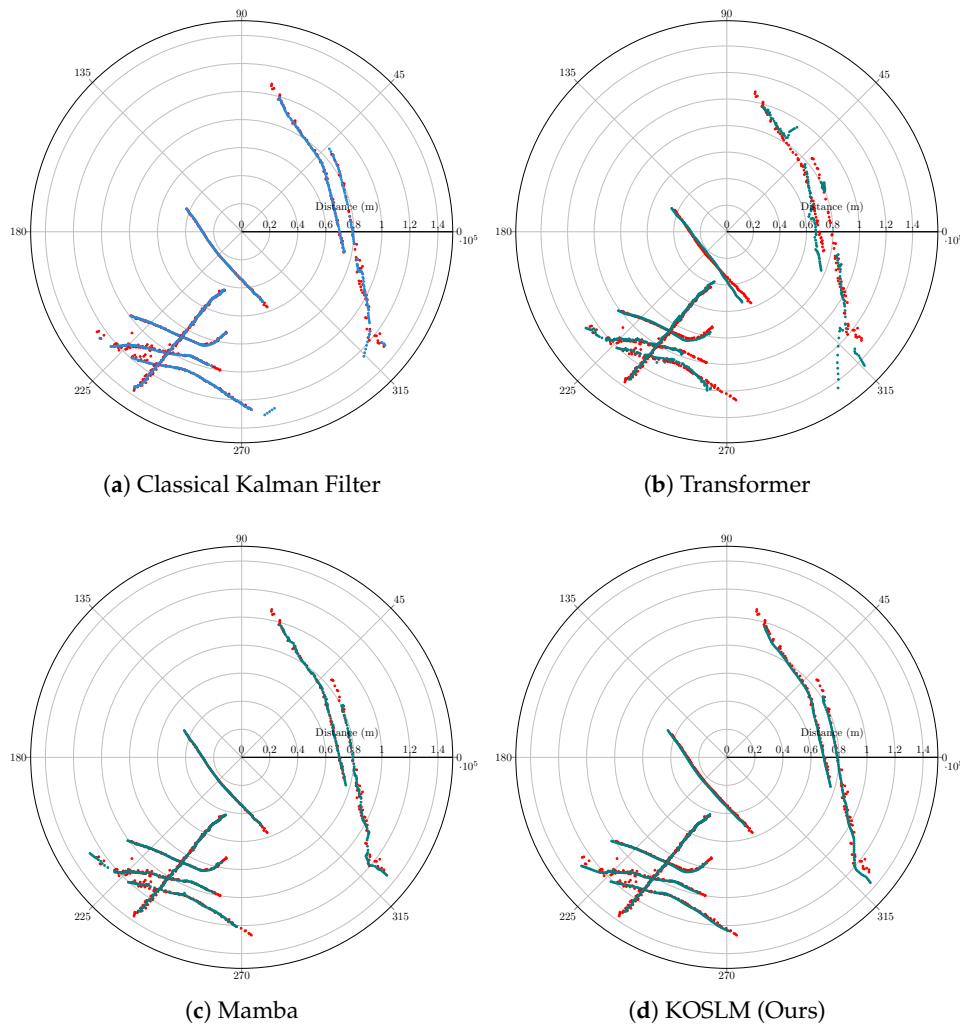 90 90
135 45 135 45
Distance (m) Distance (m)
180 0 0.2 0.4 0.6 0.8 1 1.2 1.4 0 180 0 0.2 0.4 0.6 0.8 1 1.2 1.4 0
·10⁵ ·10⁵
225 315 225 315
270 270
(a) Classical Kalman Filter (b) Transformer
90 90
135 45 135 45
Distance (m) Distance (m)
180 0 0.2 0.4 0.6 0.8 1 1.2 1.4 0 180 0 0.2 0.4 0.6 0.8 1 1.2 1.4 0
·10⁵ ·10⁵
225 315 225 315
270 270
(c) Mamba (d) KOSLM (Ours)